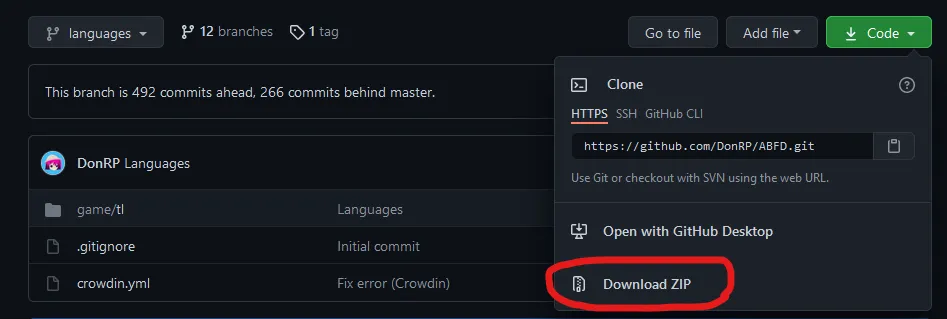 languages 12 branches 1 tag Go to file Add file Code
This branch is 492 commits ahead, 266 commits behind master.
DonRP Languages
game/tl Languages
.gitignore Initial commit
crowdin.yml Fix error (Crowdin)
Clone
HTTPS SSH GitHub CLI
https://github.com/DonRP/ABFD.git
Use Git or checkout with SVN using the web URL.
Open with GitHub Desktop
Download ZIP